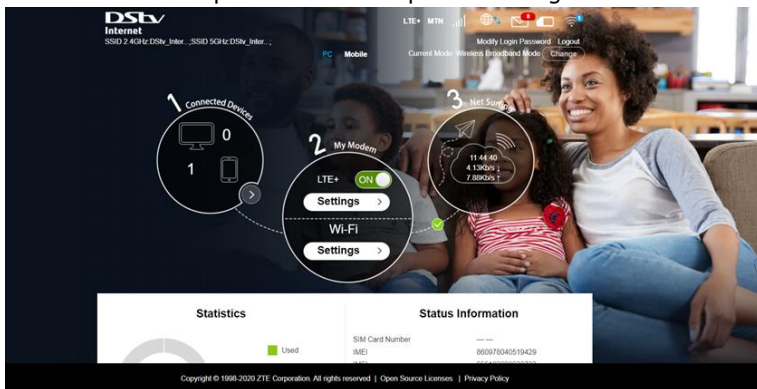 DStv
Internet
SSID 2.4GHz:DStv_Inter...;SSID 5GHz:DStv_Inter...;
LTE+ MTN
Modify Login Password Logout
PC Mobile
Current Mode: Wireless Broadband Mode Change
1 Connected Devices
0
1
2 My Modem
LTE+ ON
Settings >
Wi-Fi
Settings >
3 Net Surfing
11:44:40
4.13Kb/s ↓
7.88Kb/s ↑
Statistics
Used
Status Information
SIM Card Number — —
IMEI 860978040519429
Copyright © 1998-2020 ZTE Corporation. All rights reserved | Open Source Licenses | Privacy Policy